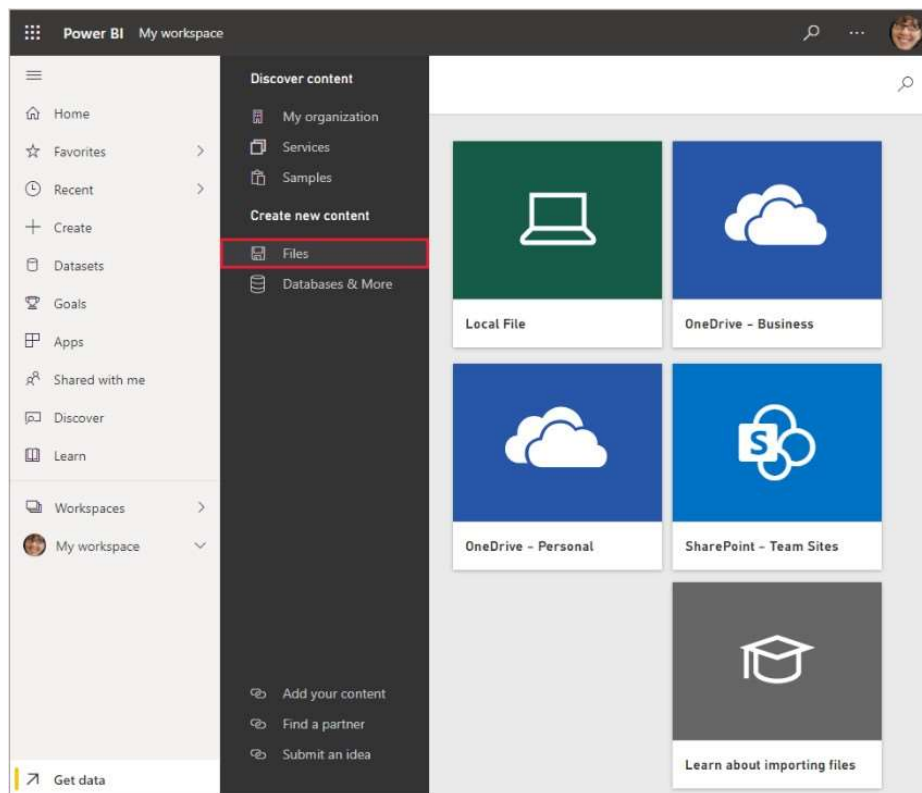 Power BI My workspace
Home
Favorites
Recent
Create
Datasets
Goals
Apps
Shared with me
Discover
Learn
Workspaces
My workspace
Get data
Discover content
My organization
Services
Samples
Create new content
Files
Databases & More
Add your content
Find a partner
Submit an idea
Local File
OneDrive – Business
OneDrive – Personal
S
SharePoint – Team Sites
Learn about importing files